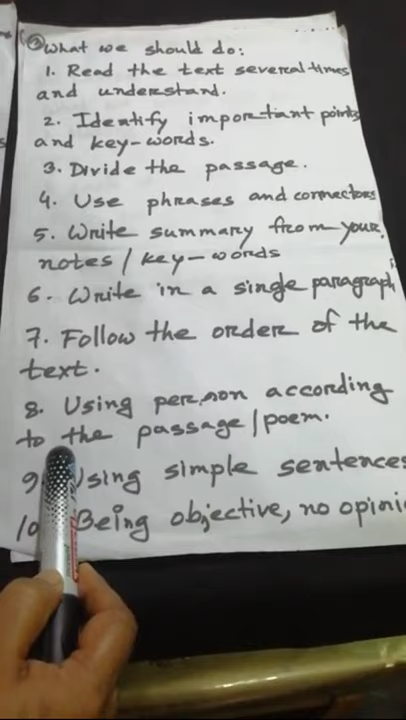 ② What we should do:
1. Read the text several times
and understand.
2. Identify important points
and key-words.
3. Divide the passage.
4. Use phrases and connectors
5. Write summary from your
notes / key-words
6. Write in a single paragraph
7. Follow the order of the
text.
8. Using person according
to the passage / poem.
9. Using simple sentences
10. Being objective, no opini